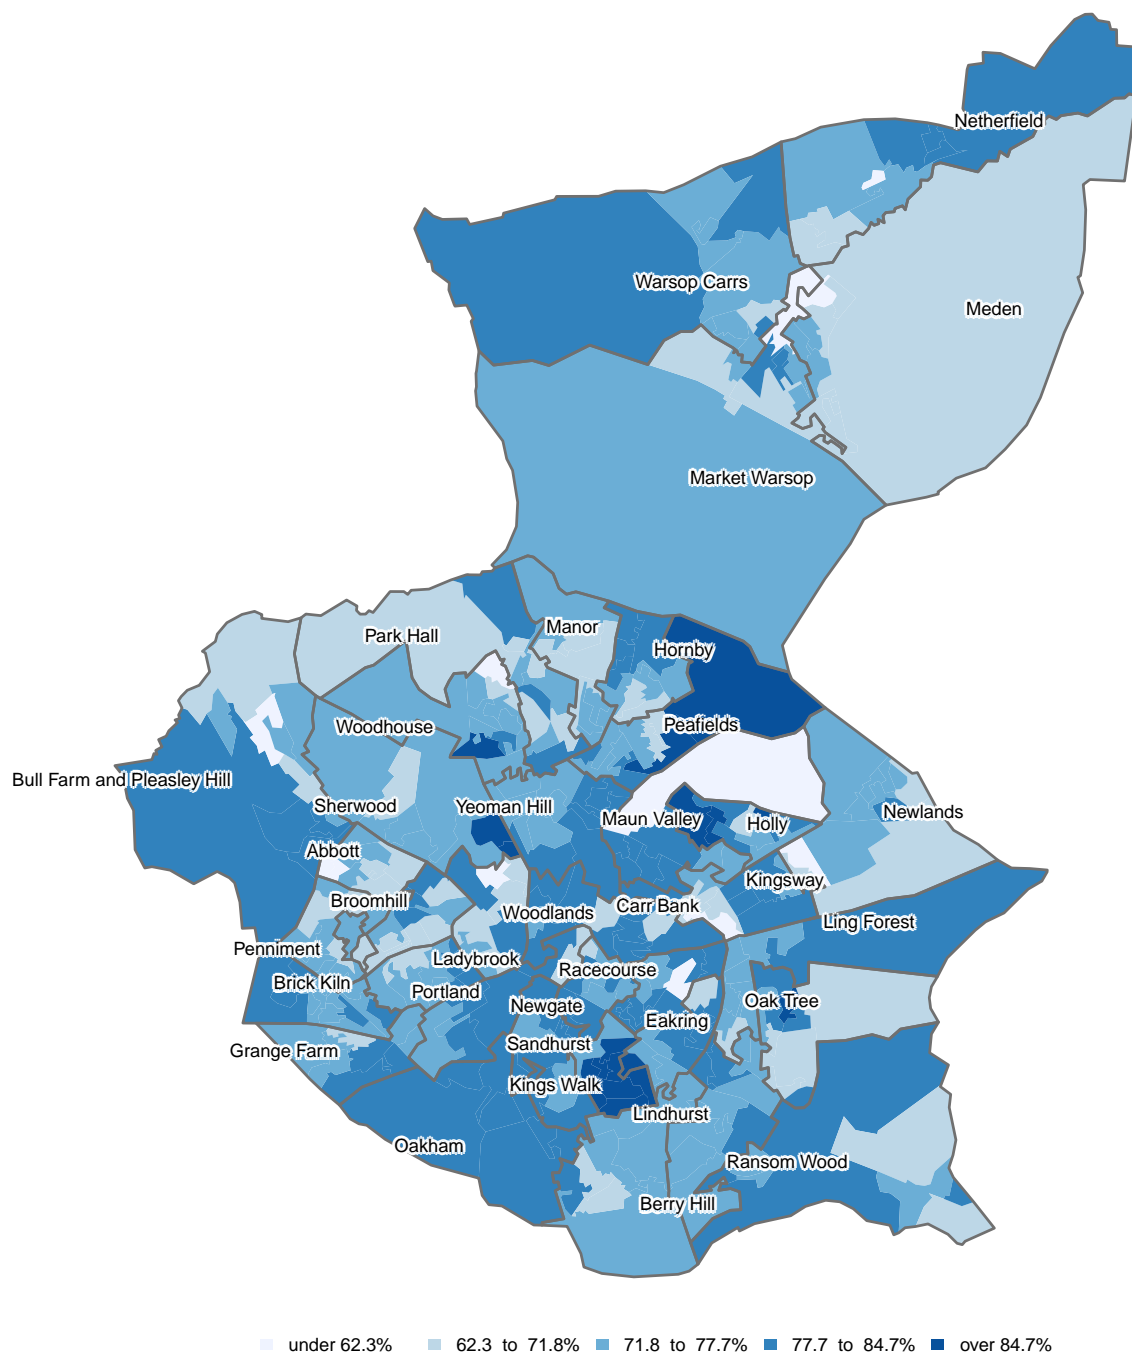 Netherfield
Warsop Carrs
Meden
Market Warsop
Manor
Park Hall
Hornby
Peafields
Woodhouse
Bull Farm and Pleasley Hill
Sherwood
Yeoman Hill
Maun Valley
Holly
Newlands
Abbott
Kingsway
Broomhill
Woodlands
Carr Bank
Ling Forest
Penniment
Ladybrook
Racecourse
Brick Kiln
Portland
Newgate
Oak Tree
Eakring
Grange Farm
Sandhurst
Kings Walk
Lindhurst
Oakham
Ransom Wood
Berry Hill
under 62.3% 62.3 to 71.8% 71.8 to 77.7% 77.7 to 84.7% over 84.7%